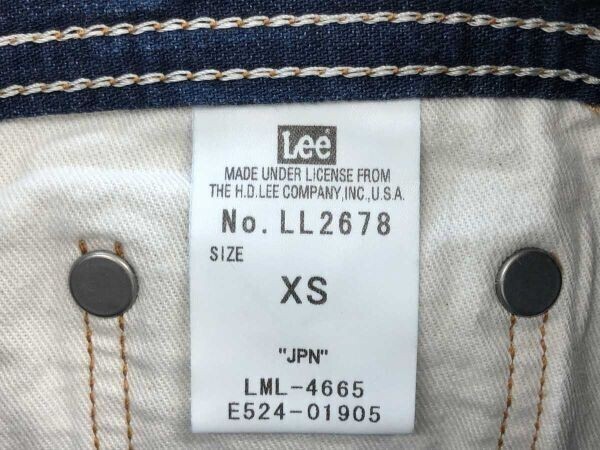 Lee
MADE UNDER LICENSE FROM
THE H.D.LEE COMPANY,INC.,U.S.A.
No. LL2678
SIZE
XS
"JPN"
LML-4665
E524-01905